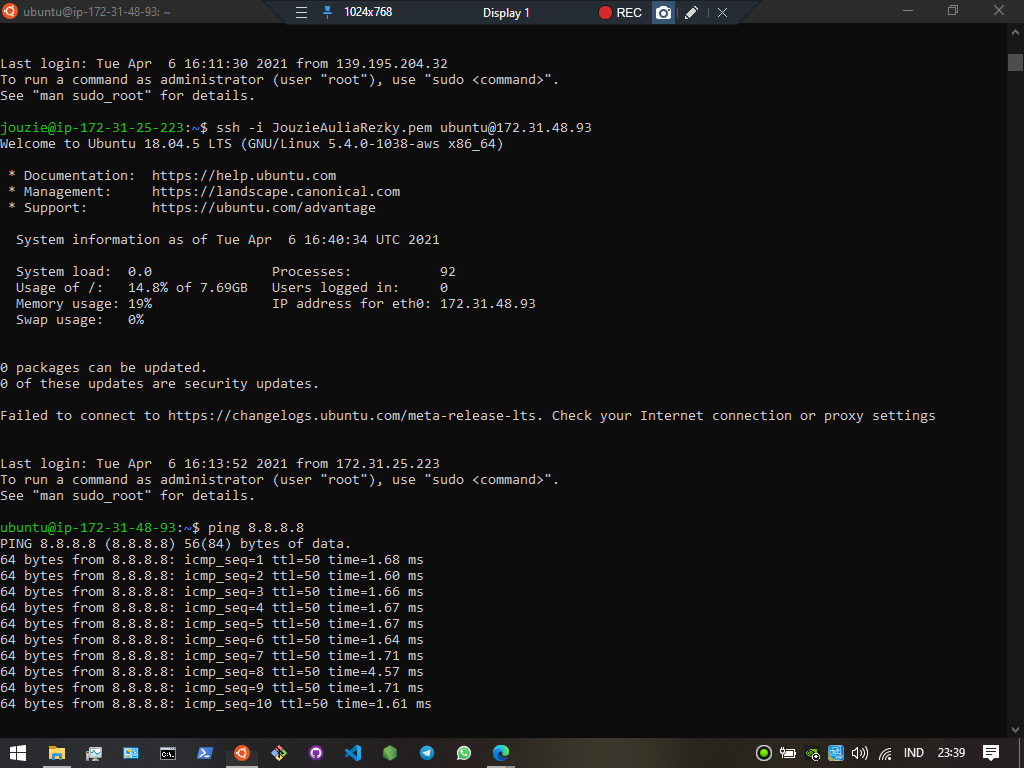 ubuntu@ip-172-31-48-93: ~
1024x768
Display 1
REC
Last login: Tue Apr  6 16:11:30 2021 from 139.195.204.32
To run a command as administrator (user "root"), use "sudo <command>".
See "man sudo_root" for details.
jouzie@ip-172-31-25-223:~$ ssh -i JouzieAuliaRezky.pem ubuntu@172.31.48.93
Welcome to Ubuntu 18.04.5 LTS (GNU/Linux 5.4.0-1038-aws x86_64)
* Documentation:  https://help.ubuntu.com
* Management:     https://landscape.canonical.com
* Support:        https://ubuntu.com/advantage
System information as of Tue Apr  6 16:40:34 UTC 2021
System load:  0.0               Processes:           92
Usage of /:   14.8% of 7.69GB   Users logged in:     0
Memory usage: 19%               IP address for eth0: 172.31.48.93
Swap usage:   0%
0 packages can be updated.
0 of these updates are security updates.
Failed to connect to https://changelogs.ubuntu.com/meta-release-lts. Check your Internet connection or proxy settings
Last login: Tue Apr  6 16:13:52 2021 from 172.31.25.223
To run a command as administrator (user "root"), use "sudo <command>".
See "man sudo_root" for details.
ubuntu@ip-172-31-48-93:~$ ping 8.8.8.8
PING 8.8.8.8 (8.8.8.8) 56(84) bytes of data.
64 bytes from 8.8.8.8: icmp_seq=1 ttl=50 time=1.68 ms
64 bytes from 8.8.8.8: icmp_seq=2 ttl=50 time=1.60 ms
64 bytes from 8.8.8.8: icmp_seq=3 ttl=50 time=1.66 ms
64 bytes from 8.8.8.8: icmp_seq=4 ttl=50 time=1.67 ms
64 bytes from 8.8.8.8: icmp_seq=5 ttl=50 time=1.67 ms
64 bytes from 8.8.8.8: icmp_seq=6 ttl=50 time=1.64 ms
64 bytes from 8.8.8.8: icmp_seq=7 ttl=50 time=1.71 ms
64 bytes from 8.8.8.8: icmp_seq=8 ttl=50 time=4.57 ms
64 bytes from 8.8.8.8: icmp_seq=9 ttl=50 time=1.71 ms
64 bytes from 8.8.8.8: icmp_seq=10 ttl=50 time=1.61 ms
IND
23:39